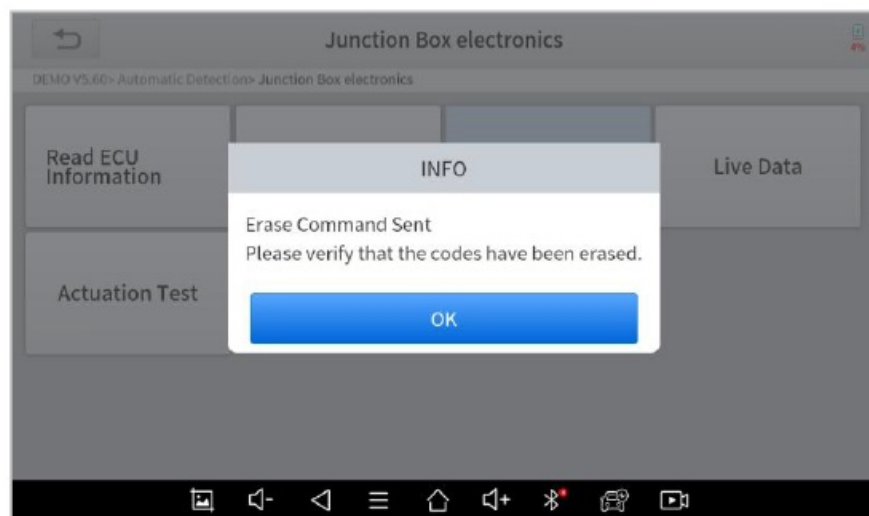 Junction Box electronics
4%
DEMO V5.60> Automatic Detection> Junction Box electronics
Read ECU
Information
Live Data
INFO
Erase Command Sent
Please verify that the codes have been erased.
OK
Actuation Test